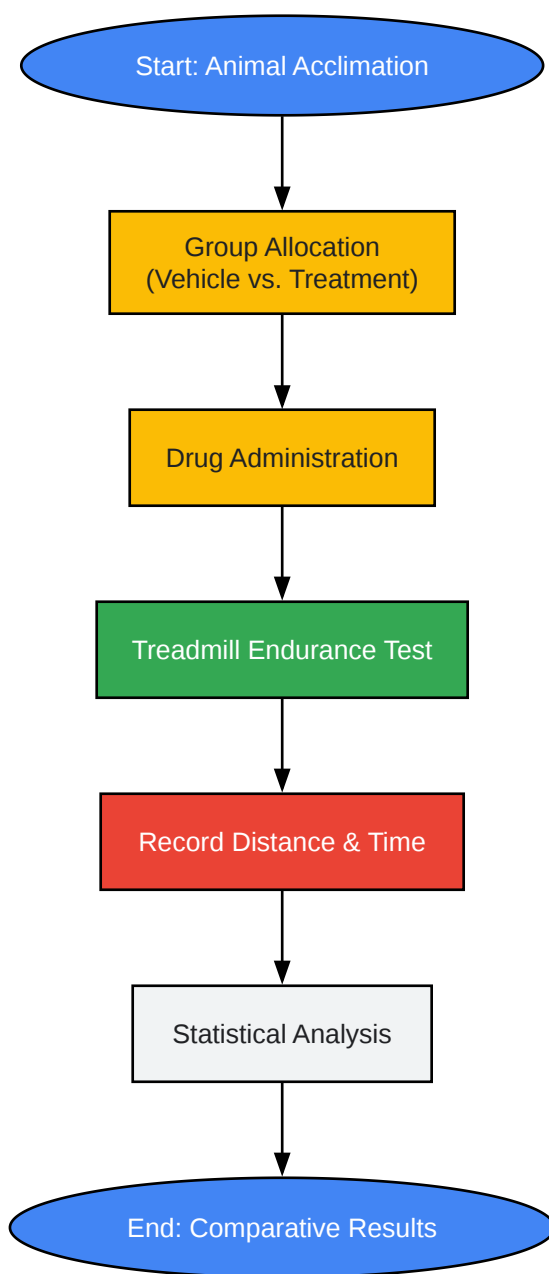 Start: Animal Acclimation
Group Allocation
(Vehicle vs. Treatment)
Drug Administration
Treadmill Endurance Test
Record Distance & Time
Statistical Analysis
End: Comparative Results